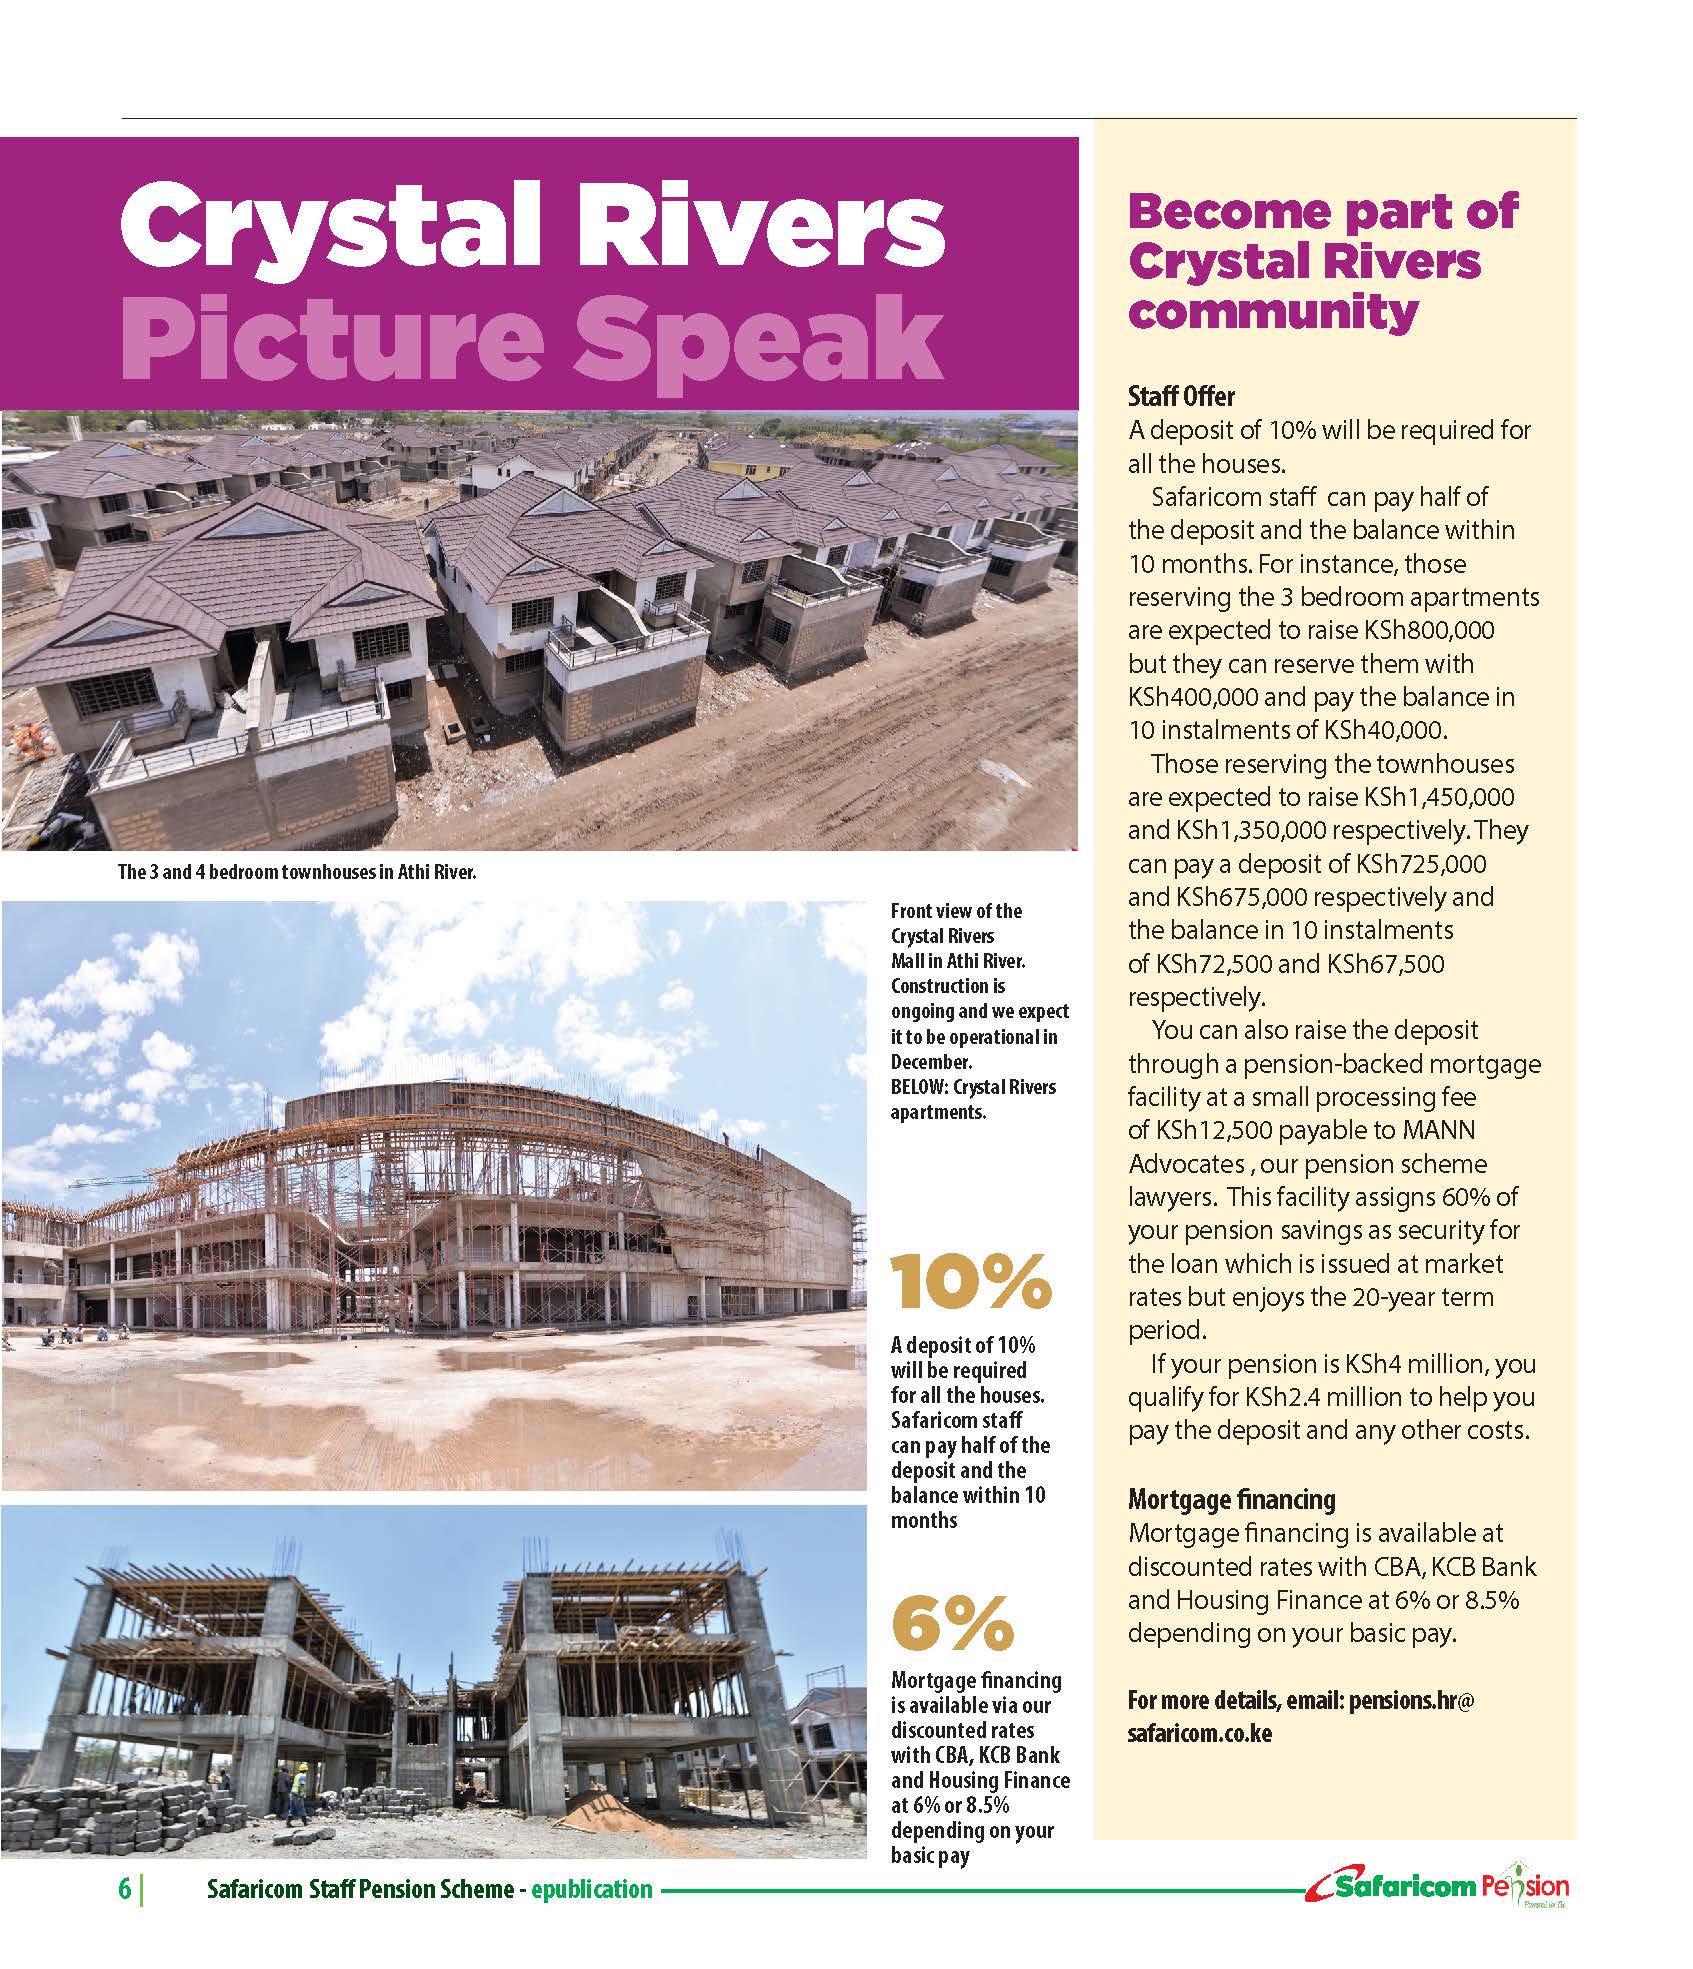 Crystal Rivers
Picture Speak
The 3 and 4 bedroom townhouses in Athi River.
Front view of the
Crystal Rivers
Mall in Athi River.
Construction is
ongoing and we expect
it to be operational in
December.
BELOW: Crystal Rivers
apartments.
10%
A deposit of 10%
will be required
for all the houses.
Safaricom staff
can pay half of the
deposit and the
balance within 10
months
6%
Mortgage financing
is available via our
discounted rates
with CBA, KCB Bank
and Housing Finance
at 6% or 8.5%
depending on your
basic pay
Become part of
Crystal Rivers
community
Staff Offer
A deposit of 10% will be required for
all the houses.
Safaricom staff can pay half of
the deposit and the balance within
10 months. For instance, those
reserving the 3 bedroom apartments
are expected to raise KSh800,000
but they can reserve them with
KSh400,000 and pay the balance in
10 instalments of KSh40,000.
Those reserving the townhouses
are expected to raise KSh1,450,000
and KSh1,350,000 respectively. They
can pay a deposit of KSh725,000
and KSh675,000 respectively and
the balance in 10 instalments
of KSh72,500 and KSh67,500
respectively.
You can also raise the deposit
through a pension-backed mortgage
facility at a small processing fee
of KSh12,500 payable to MANN
Advocates , our pension scheme
lawyers. This facility assigns 60% of
your pension savings as security for
the loan which is issued at market
rates but enjoys the 20-year term
period.
If your pension is KSh4 million, you
qualify for KSh2.4 million to help you
pay the deposit and any other costs.
Mortgage financing
Mortgage financing is available at
discounted rates with CBA, KCB Bank
and Housing Finance at 6% or 8.5%
depending on your basic pay.
For more details, email: pensions.hr@
safaricom.co.ke
6 |
Safaricom Staff Pension Scheme - epublication
Safaricom Pension
Powered for life